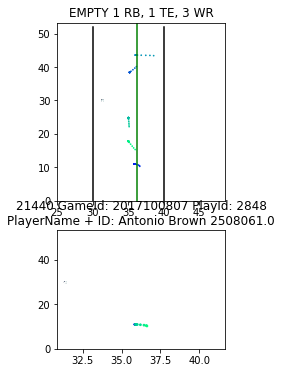 EMPTY 1 RB, 1 TE, 3 WR
50
40
30
20
10
0
25 30 35 40 45
21440 GameId: 2017100807 PlayId: 2848
PlayerName + ID: Antonio Brown 2508061.0
40
20
0
32.5 35.0 37.5 40.0